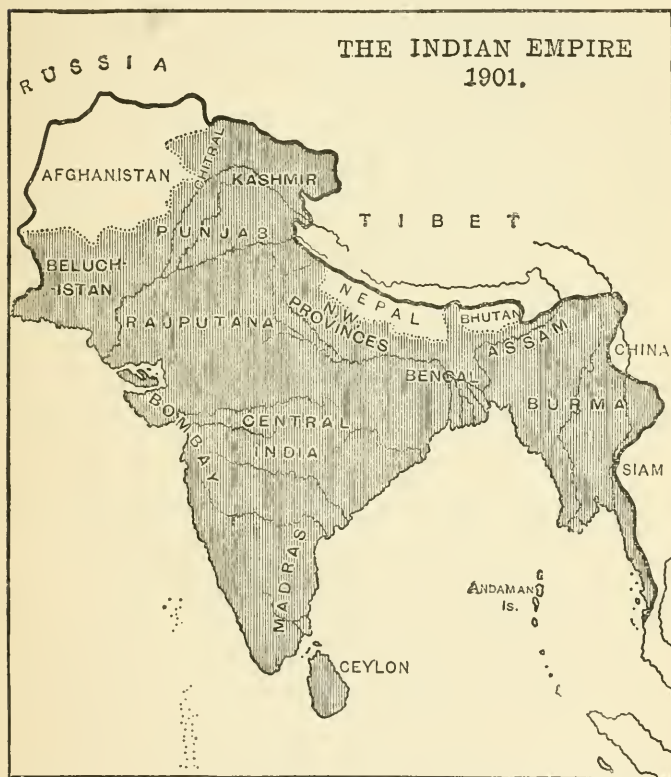 THE INDIAN EMPIRE
1901.
RUSSIA
AFGHANISTAN
CHITRAL
KASHMIR
PUNJAB
TIBET
BELUCH-
-ISTAN
NEPAL
RAJPUTANA
N.W.
PROVINCES
BHUTAN
ASSAM
CHINA
BENGAL
BOMBAY
CENTRAL
INDIA
BURMA
SIAM
MADRAS
ANDAMAN
Is.
CEYLON